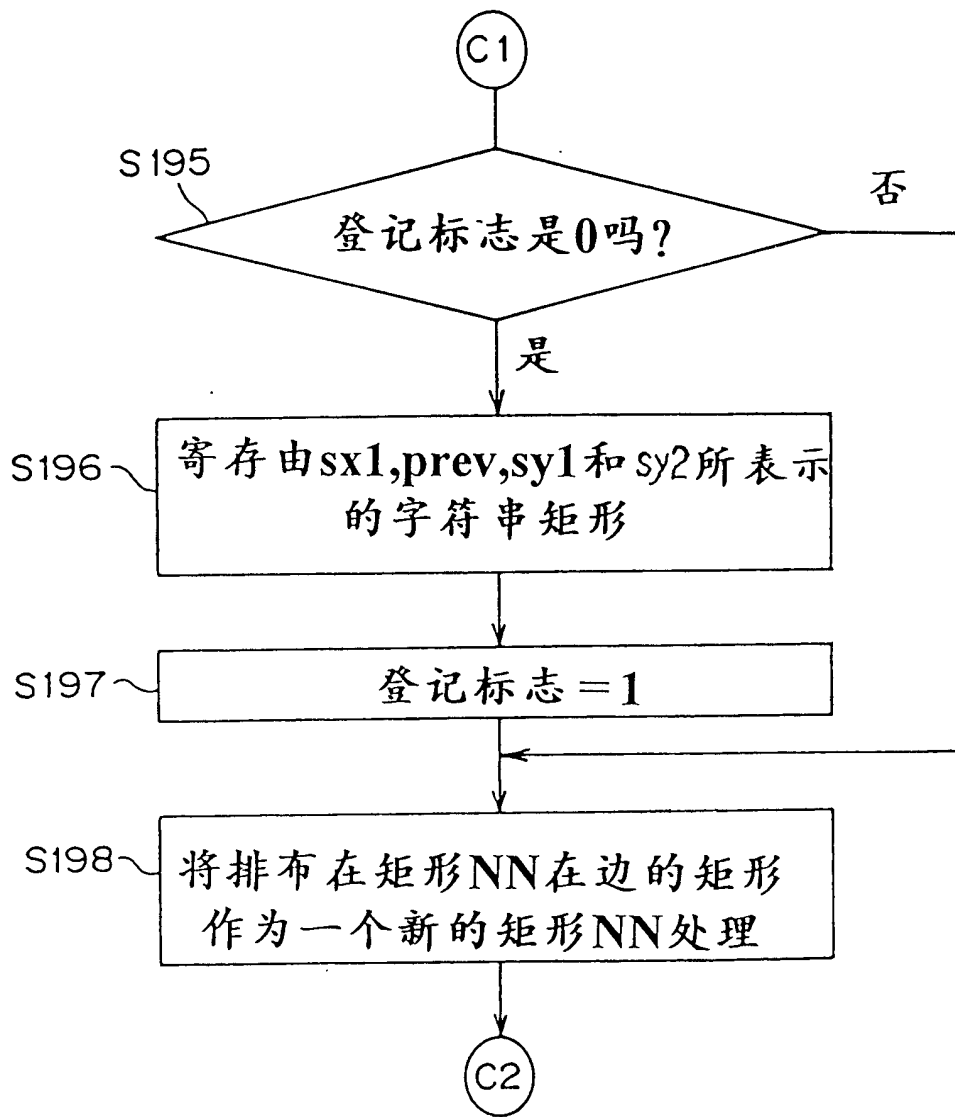 C1
S195
登记标志是0吗?
否
是
S196
寄存由sx1,prev,sy1和sy2所表示
的字符串矩形
S197
登记标志=1
S198
将排布在矩形NN在边的矩形
作为一个新的矩形NN处理
C2